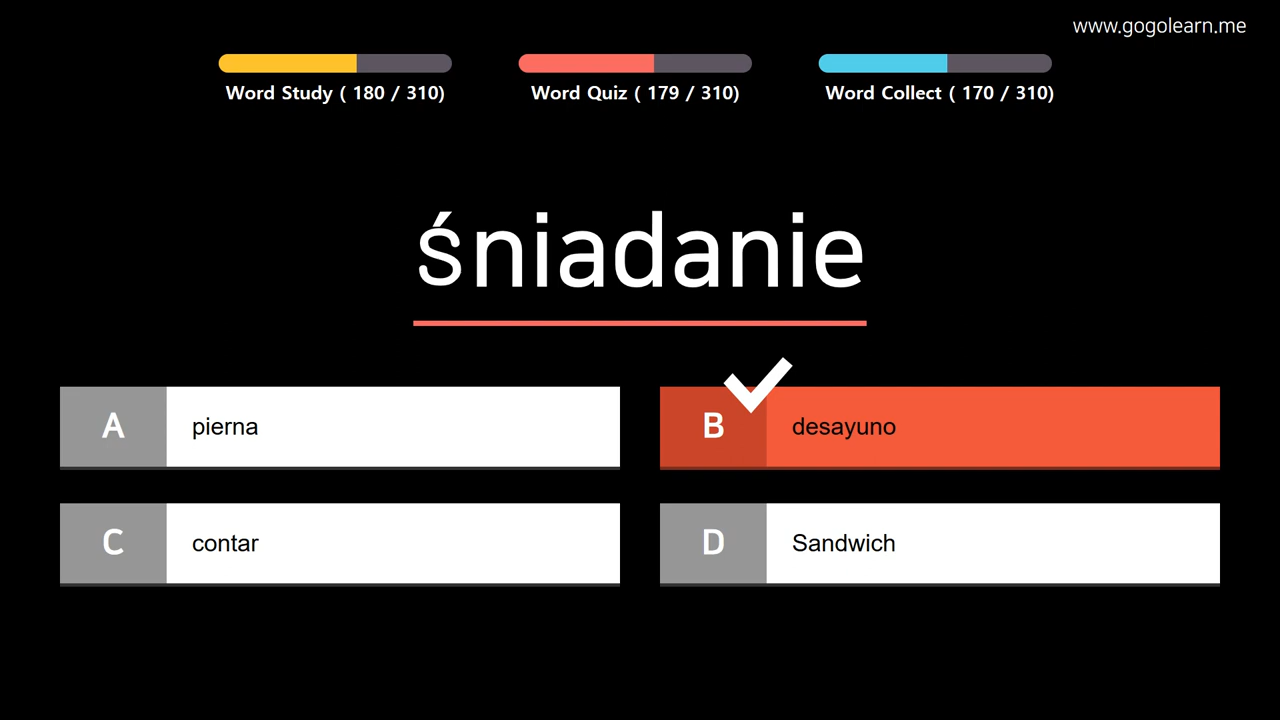 www.gogolearn.me
Word Study ( 180 / 310)
Word Quiz ( 179 / 310)
Word Collect ( 170 / 310)
śniadanie
A pierna
B desayuno
C contar
D Sandwich